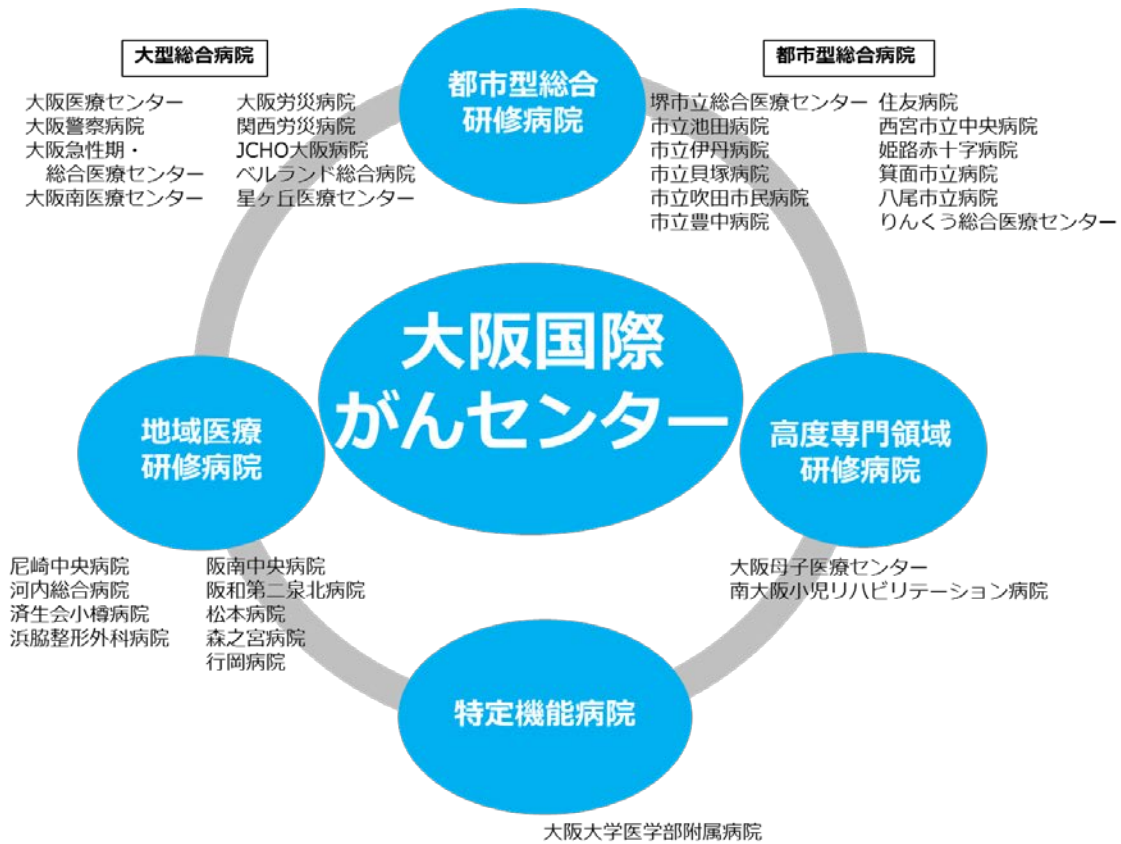 大型総合病院
大阪医療センター
大阪警察病院
大阪急性期・
総合医療センター
大阪南医療センター
大阪労災病院
関西労災病院
JCHO大阪病院
ベルランド総合病院
星ヶ丘医療センター
都市型総合
研修病院
都市型総合病院
堺市立総合医療センター
市立池田病院
市立伊丹病院
市立貝塚病院
市立吹田市民病院
市立豊中病院
住友病院
西宮市立中央病院
姫路赤十字病院
箕面市立病院
八尾市立病院
りんくう総合医療センター
大阪国際
がんセンター
地域医療
研修病院
尼崎中央病院
河内総合病院
済生会小樽病院
浜脇整形外科病院
阪南中央病院
阪和第二泉北病院
松本病院
森之宮病院
行岡病院
高度専門領域
研修病院
大阪母子医療センター
南大阪小児リハビリテーション病院
特定機能病院
大阪大学医学部附属病院